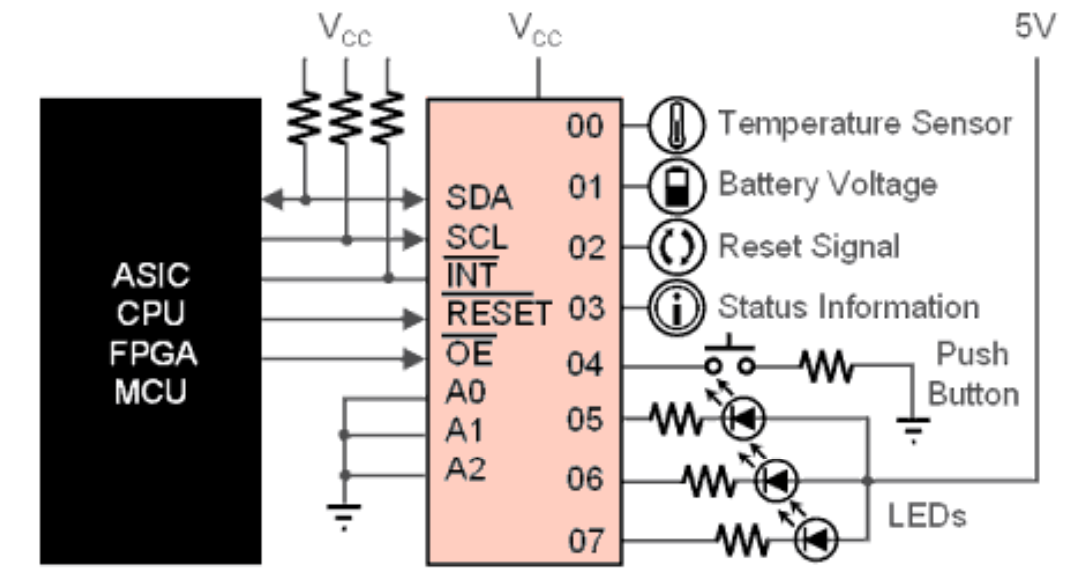 VCC
VCC
5V
ASIC
CPU
FPGA
MCU
SDA
SCL
INT
RESET
OE
A0
A1
A2
00
01
02
03
04
05
06
07
Temperature Sensor
Battery Voltage
Reset Signal
Status Information
Push
Button
LEDs